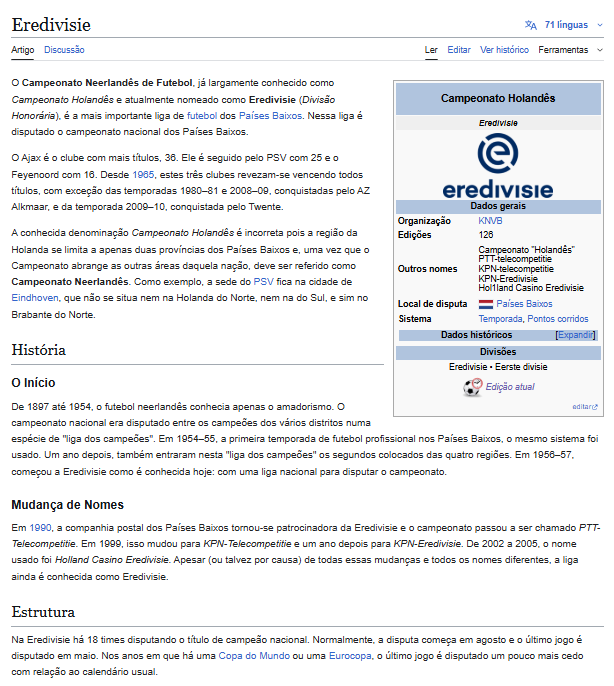 Eredivisie
71 línguas
Artigo Discussão Ler Editar Ver histórico Ferramentas
O Campeonato Neerlandês de Futebol, já largamente conhecido como
Campeonato Holandês e atualmente nomeado como Eredivisie (Divisão
Honorária), é a mais importante liga de futebol dos Países Baixos. Nessa liga é
disputado o campeonato nacional dos Países Baixos.
O Ajax é o clube com mais títulos, 36. Ele é seguido pelo PSV com 25 e o
Feyenoord com 16. Desde 1965, estes três clubes revezam-se vencendo todos
títulos, com exceção das temporadas 1980–81 e 2008–09, conquistadas pelo AZ
Alkmaar, e da temporada 2009–10, conquistada pelo Twente.
A conhecida denominação Campeonato Holandês é incorreta pois a região da
Holanda se limita a apenas duas províncias dos Países Baixos e, uma vez que o
Campeonato abrange as outras áreas daquela nação, deve ser referido como
Campeonato Neerlandês. Como exemplo, a sede do PSV fica na cidade de
Eindhoven, que não se situa nem na Holanda do Norte, nem na do Sul, e sim no
Brabante do Norte.
Campeonato Holandês
Eredivisie
eredivisie
Dados gerais
Organização KNVB
Edições 126
Outros nomes Campeonato "Holandês"
PTT-telecompetitie
KPN-telecompetitie
KPN-Eredivisie
Hol1land Casino Eredivisie
Local de disputa Países Baixos
Sistema Temporada, Pontos corridos
Dados históricos [Expandir]
Divisões
Eredivisie • Eerste divisie
Edição atual
editar
História
O Início
De 1897 até 1954, o futebol neerlandês conhecia apenas o amadorismo. O
campeonato nacional era disputado entre os campeões dos vários distritos numa
espécie de "liga dos campeões". Em 1954–55, a primeira temporada de futebol profissional nos Países Baixos, o mesmo sistema foi
usado. Um ano depois, também entraram nesta "liga dos campeões" os segundos colocados das quatro regiões. Em 1956–57,
começou a Eredivisie como é conhecida hoje: com uma liga nacional para disputar o campeonato.
Mudança de Nomes
Em 1990, a companhia postal dos Países Baixos tornou-se patrocinadora da Eredivisie e o campeonato passou a ser chamado PTT-
Telecompetitie. Em 1999, isso mudou para KPN-Telecompetitie e um ano depois para KPN-Eredivisie. De 2002 a 2005, o nome
usado foi Holland Casino Eredivisie. Apesar (ou talvez por causa) de todas essas mudanças e todos os nomes diferentes, a liga
ainda é conhecida como Eredivisie.
Estrutura
Na Eredivisie há 18 times disputando o título de campeão nacional. Normalmente, a disputa começa em agosto e o último jogo é
disputado em maio. Nos anos em que há uma Copa do Mundo ou uma Eurocopa, o último jogo é disputado um pouco mais cedo
com relação ao calendário usual.